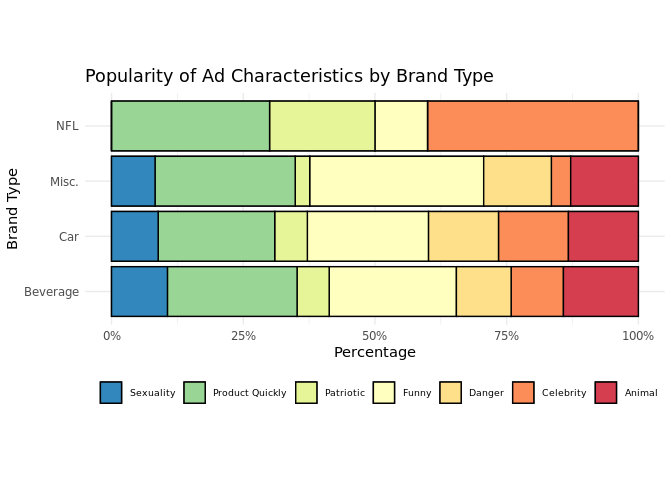 Popularity of Ad Characteristics by Brand Type
Brand Type
NFL
Misc.
Car
Beverage
0% 25% 50% 75% 100%
Percentage
Sexuality Product Quickly Patriotic Funny Danger Celebrity Animal